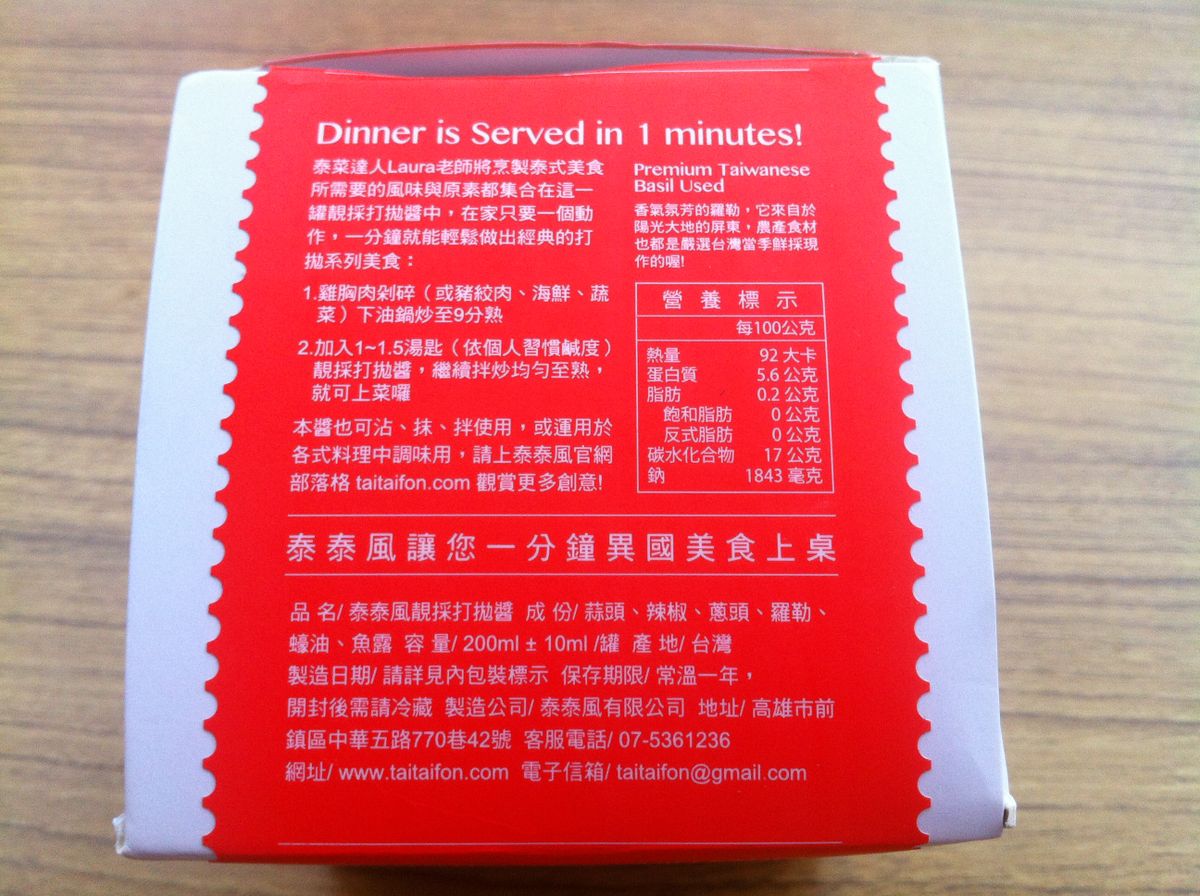 Dinner is Served in 1 minutes!
泰菜達人Laura老師將烹製泰式美食
所需要的風味與原素都集合在這一
罐靚採打拋醬中，在家只要一個動
作，一分鐘就能輕鬆做出經典的打
拋系列美食：
1.雞胸肉剁碎（或豬絞肉、海鮮、蔬
菜）下油鍋炒至9分熟
2.加入1~1.5湯匙（依個人習慣鹹度）
靚採打拋醬，繼續拌炒均勻至熟，
就可上菜囉
本醬也可沾、抹、拌使用，或運用於
各式料理中調味用，請上泰泰風官網
部落格 taitaifon.com 觀賞更多創意!
Premium Taiwanese
Basil Used
香氣氛芳的羅勒，它來自於
陽光大地的屏東，農產食材
也都是嚴選台灣當季鮮採現
作的喔!
營養標示
每100公克
熱量 92 大卡
蛋白質 5.6 公克
脂肪 0.2 公克
飽和脂肪 0 公克
反式脂肪 0 公克
碳水化合物 17 公克
鈉 1843 毫克
泰泰風讓您一分鐘異國美食上桌
品 名/ 泰泰風靚採打拋醬 成 份/ 蒜頭、辣椒、蔥頭、羅勒、
蠔油、魚露 容 量/ 200ml ± 10ml /罐 產 地/ 台灣
製造日期/ 請詳見內包裝標示 保存期限/ 常溫一年，
開封後需請冷藏 製造公司/ 泰泰風有限公司 地址/ 高雄市前
鎮區中華五路770巷42號 客服電話/ 07-5361236
網址/ www.taitaifon.com 電子信箱/ taitaifon@gmail.com